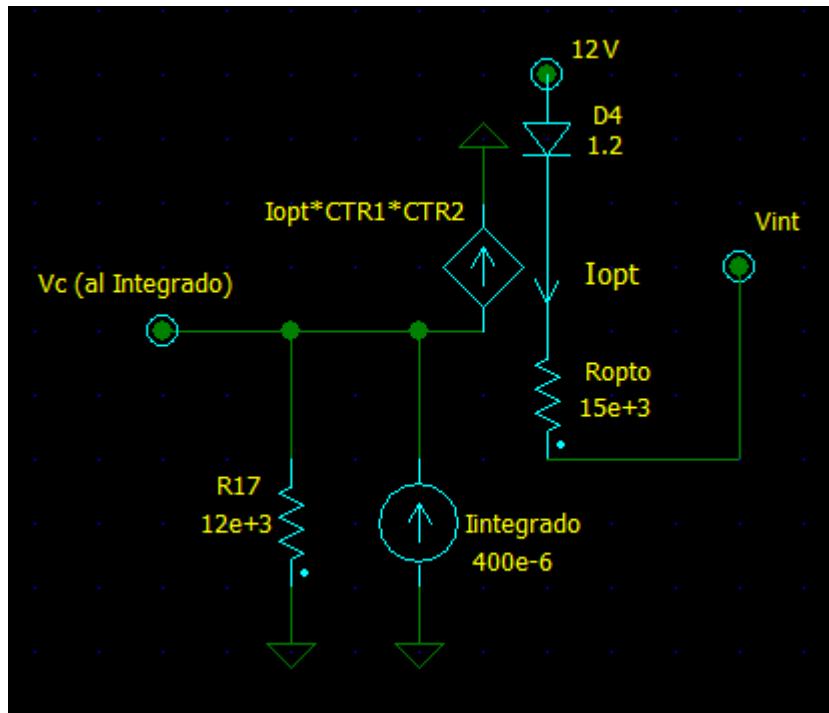 12 V
D4
1.2
Iopt*CTR1*CTR2
Vint
Vc (al Integrado)
Iopt
Ropto
15e+3
R17
12e+3
Iintegrado
400e-6